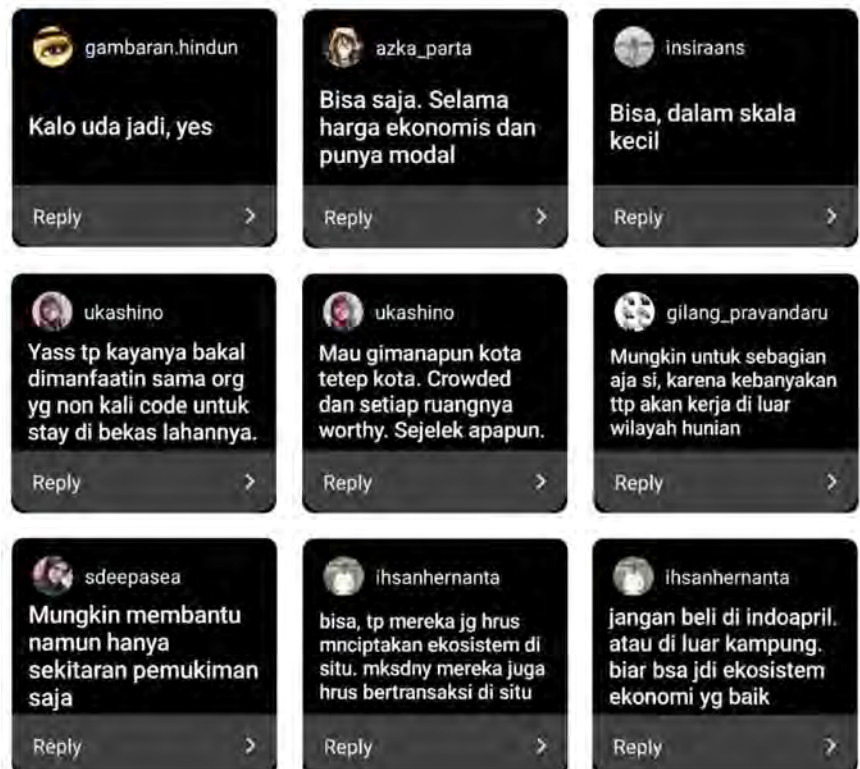 gambaran.hindun
Kalo uda jadi, yes
Reply
azka_parta
Bisa saja. Selama
harga ekonomis dan
punya modal
Reply
insiraans
Bisa, dalam skala
kecil
Reply
ukashino
Yass tp kayanya bakal
dimanfaatin sama org
yg non kali code untuk
stay di bekas lahannya.
Reply
ukashino
Mau gimanapun kota
tetep kota. Crowded
dan setiap ruangnya
worthy. Sejelek apapun.
Reply
gilang_pravandaru
Mungkin untuk sebagian
aja si, karena kebanyakan
ttp akan kerja di luar
wilayah hunian
Reply
sdeepasea
Mungkin membantu
namun hanya
sekitaran pemukiman
saja
Reply
ihsanhernanta
bisa, tp mereka jg hrus
mnciptakan ekosistem di
situ. mksdny mereka juga
hrus bertransaksi di situ
Reply
ihsanhernanta
jangan beli di indoapril.
atau di luar kampung.
biar bsa jdi ekosistem
ekonomi yg baik
Reply